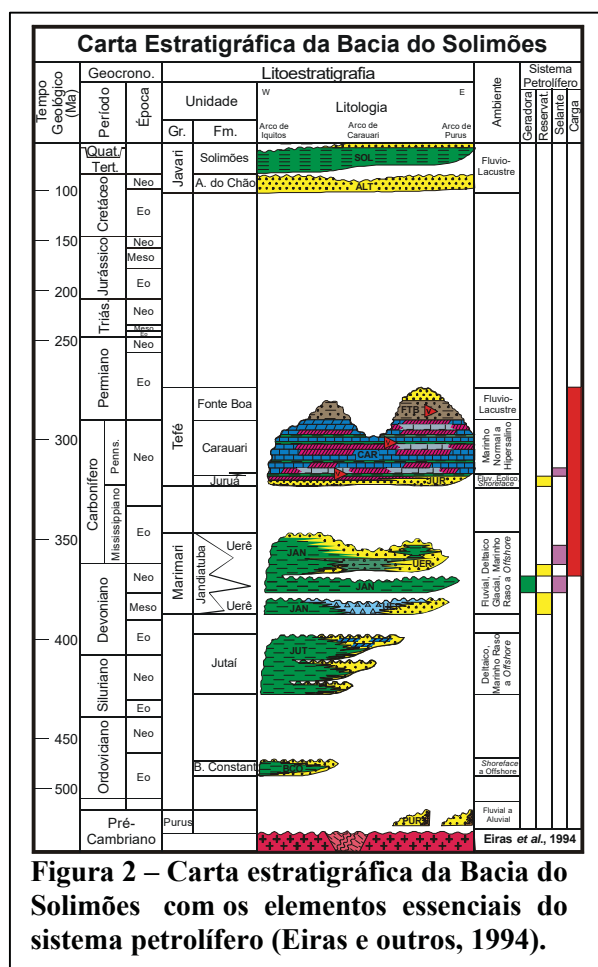 Carta Estratigráfica da Bacia do Solimões
Tempo Geológico (Ma)
Geocrono.
Período
Época
Litoestratigrafia
Unidade
Gr.
Fm.
W
E
Litologia
Arco de Iquitos
Arco de Carauari
Arco de Purus
Ambiente
Sistema Petrolífero
Geradora
Reservat.
Selante
Carga
Quat./
Tert.
Javari
Solimões
SOL
Fluvio-
Lacustre
100
Cretáceo
Neo
A. do Chão
ALT
Eo
150
Jurássico
Neo
Meso
200
Eo
Triás.
Neo
Meso
Eo
250
Permiano
Neo
Eo
Tefé
Fonte Boa
FTB
Fluvio-
Lacustre
300
Carbonífero
Penns.
Neo
Carauari
CAR
Marinho Normal a Hipersalino
Juruá
JUR
Fluv. Eólico
Shoreface
Mississippiano
Eo
350
Marimari
Jandiatuba
Uerê
JAN
UER
Fluvial, Deltaico Glacial, Marinho Raso a Offshore
Devoniano
Neo
JAN
Meso
Uerê
JAN
400
Eo
Jutaí
JUT
Deltaico, Marinho Raso a Offshore
Siluriano
Neo
Eo
450
Ordoviciano
Neo
B. Constant
Shoreface
a Offshore
Eo
500
Pré-
Cambriano
Purus
Fluvial a
Aluvial
Eiras et al., 1994
Figura 2 – Carta estratigráfica da Bacia do
Solimões com os elementos essenciais do
sistema petrolífero (Eiras e outros, 1994).